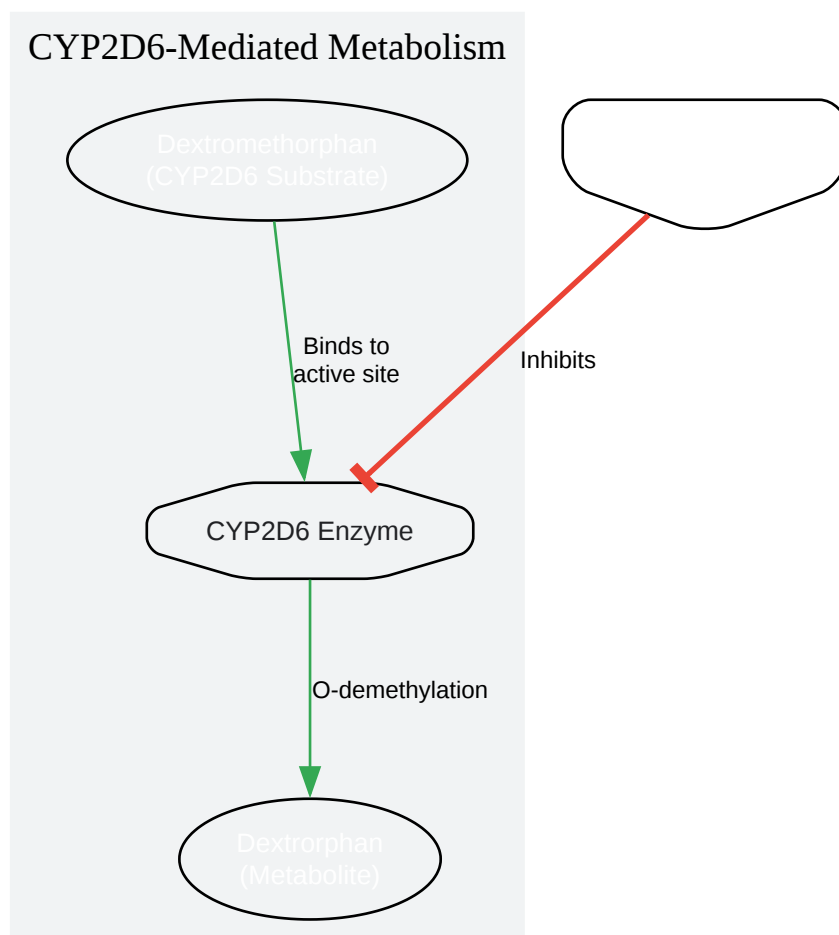 CYP2D6-Mediated Metabolism
Dextromethorphan
(CYP2D6 Substrate)
Binds to
active site
Inhibits
CYP2D6 Enzyme
O-demethylation
Dextrorphan
(Metabolite)